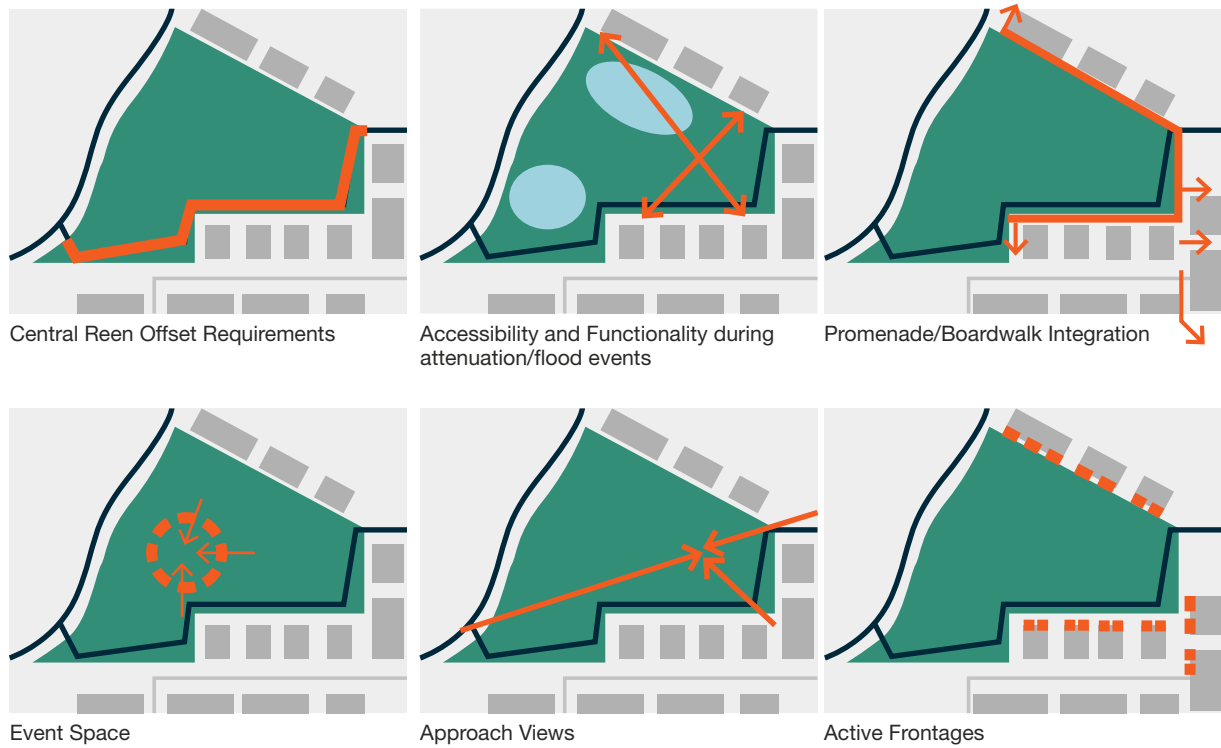 Central Reen Offset Requirements
Accessibility and Functionality during
attenuation/flood events
Promenade/Boardwalk Integration
Event Space
Approach Views
Active Frontages